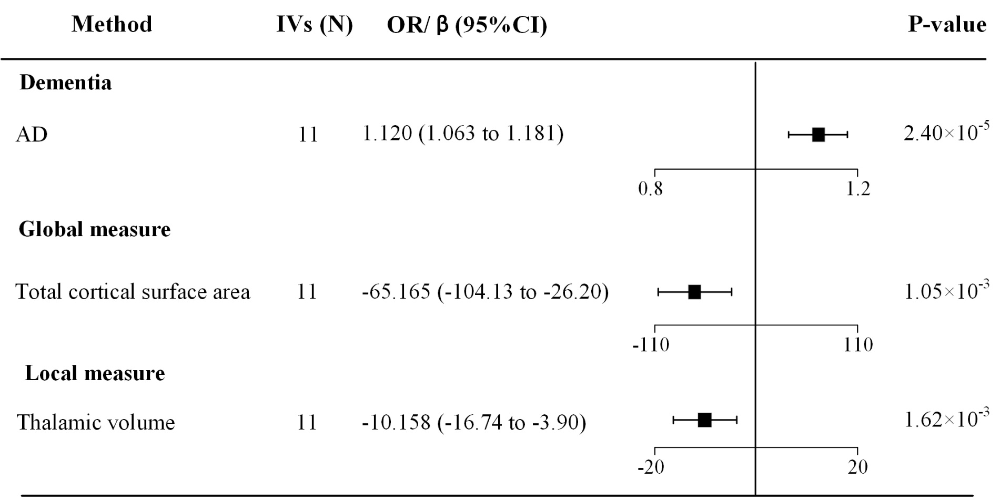 Method IVs (N) OR/ β (95%CI) P-value
Dementia
AD 11 1.120 (1.063 to 1.181) 2.40×10⁻⁵
0.8 1.2
Global measure
Total cortical surface area 11 -65.165 (-104.13 to -26.20) 1.05×10⁻³
-110 110
Local measure
Thalamic volume 11 -10.158 (-16.74 to -3.90) 1.62×10⁻³
-20 20